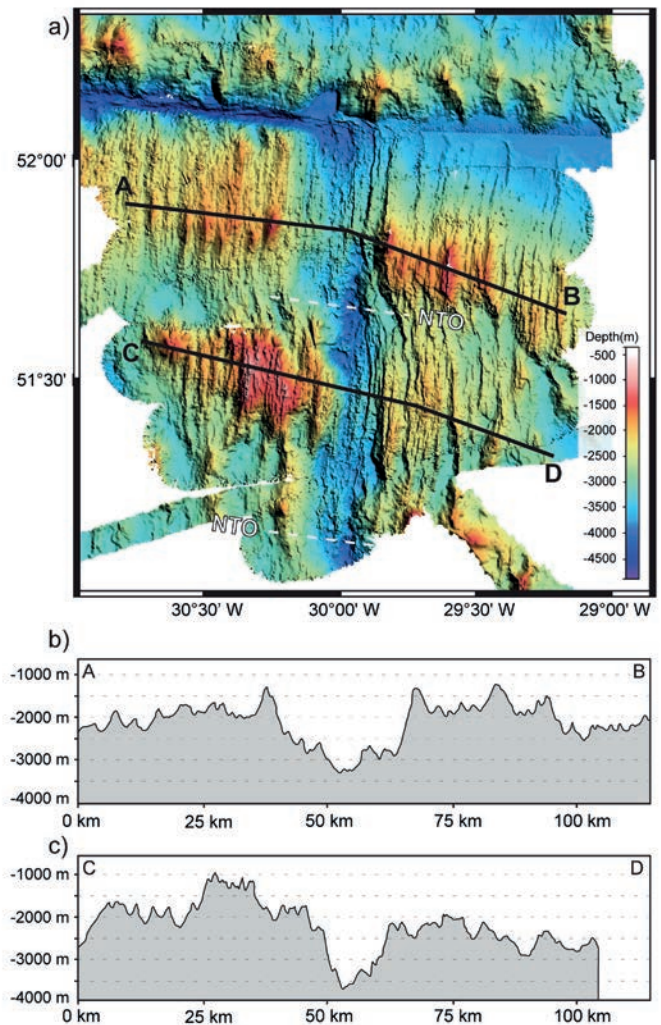 a)
52°00'
A
B
NTO
Depth(m)
-500
-1000
-1500
-2000
-2500
-3000
-3500
-4000
-4500
C
51°30'
D
NTO
30°30' W
30°00' W
29°30' W
29°00' W
b)
A
B
-1000 m
-2000 m
-3000 m
-4000 m
0 km
25 km
50 km
75 km
100 km
c)
C
D
-1000 m
-2000 m
-3000 m
-4000 m
0 km
25 km
50 km
75 km
100 km